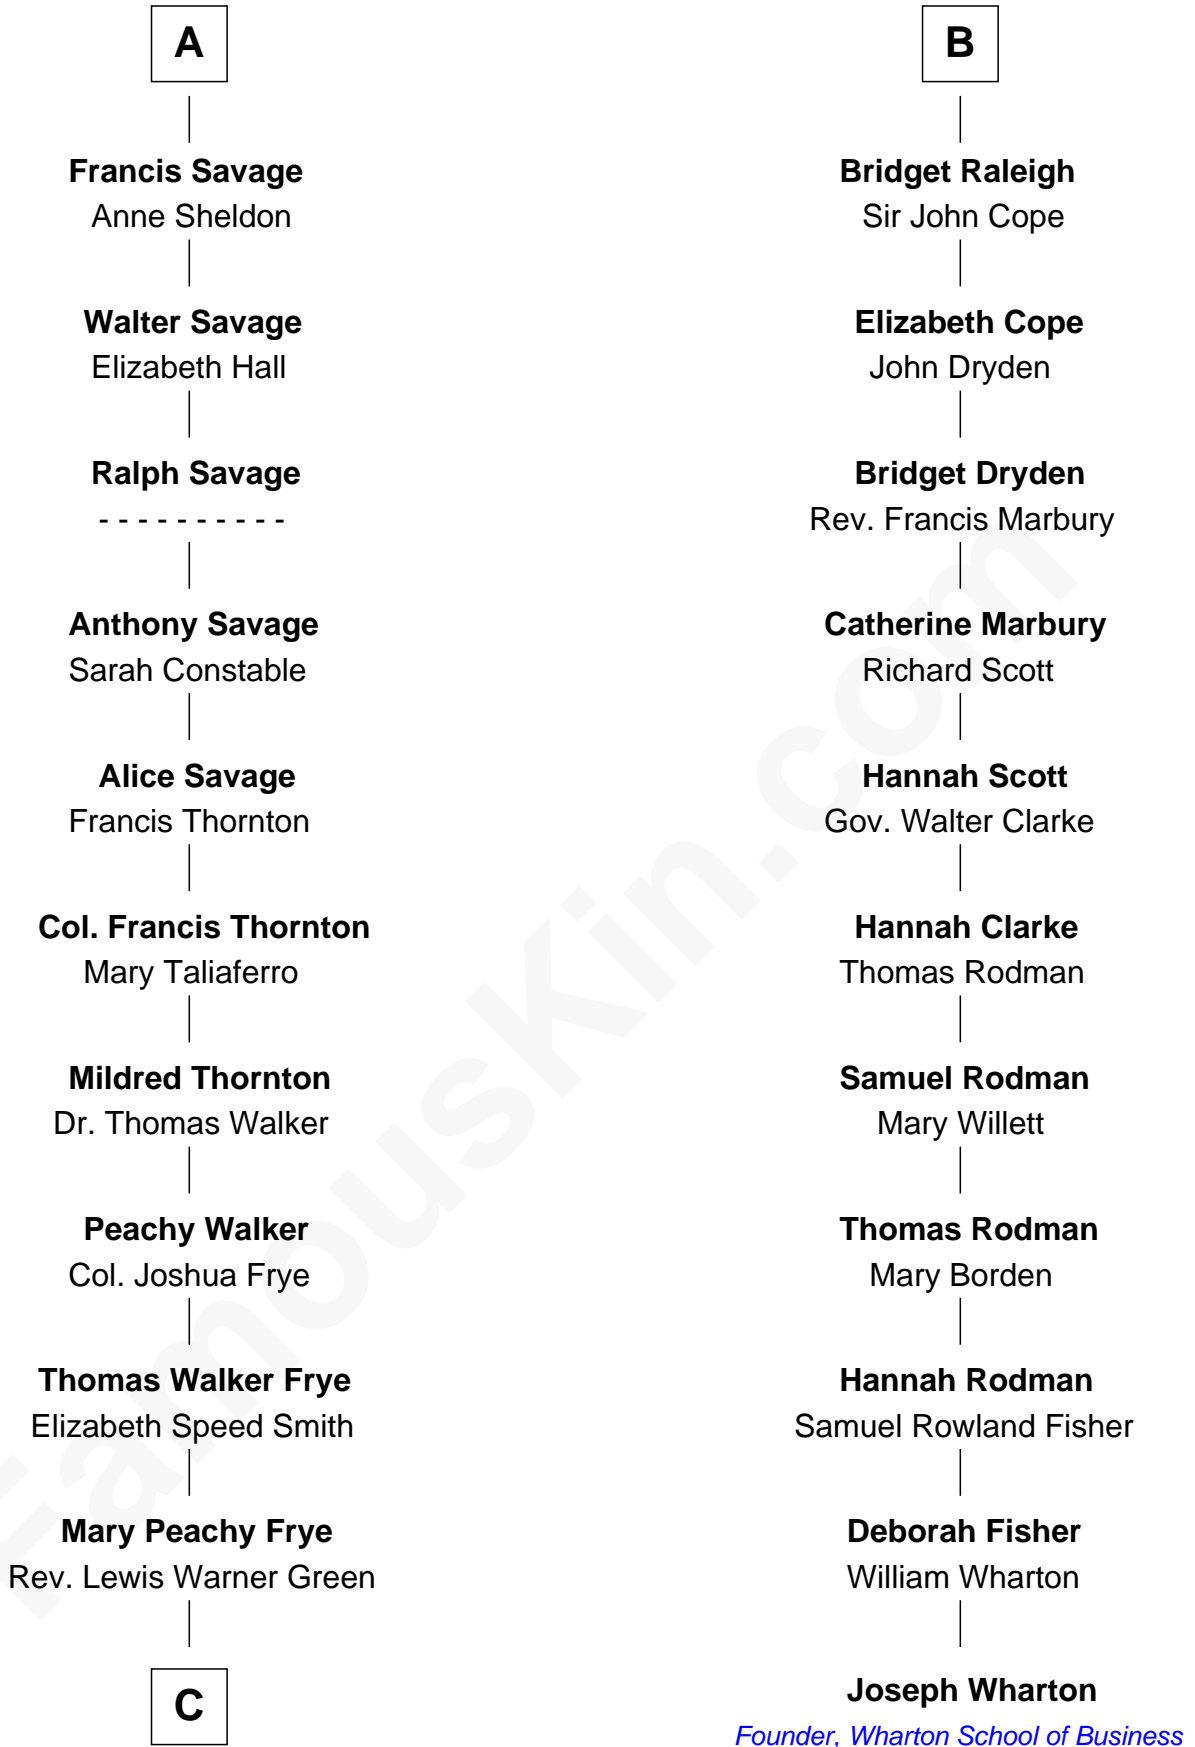 A
Francis Savage
Anne Sheldon
Walter Savage
Elizabeth Hall
Ralph Savage
- - - - - - - - - -
Anthony Savage
Sarah Constable
Alice Savage
Francis Thornton
Col. Francis Thornton
Mary Taliaferro
Mildred Thornton
Dr. Thomas Walker
Peachy Walker
Col. Joshua Frye
Thomas Walker Frye
Elizabeth Speed Smith
Mary Peachy Frye
Rev. Lewis Warner Green
C
B
Bridget Raleigh
Sir John Cope
Elizabeth Cope
John Dryden
Bridget Dryden
Rev. Francis Marbury
Catherine Marbury
Richard Scott
Hannah Scott
Gov. Walter Clarke
Hannah Clarke
Thomas Rodman
Samuel Rodman
Mary Willett
Thomas Rodman
Mary Borden
Hannah Rodman
Samuel Rowland Fisher
Deborah Fisher
William Wharton
Joseph Wharton
Founder, Wharton School of Business
FamousKin.com